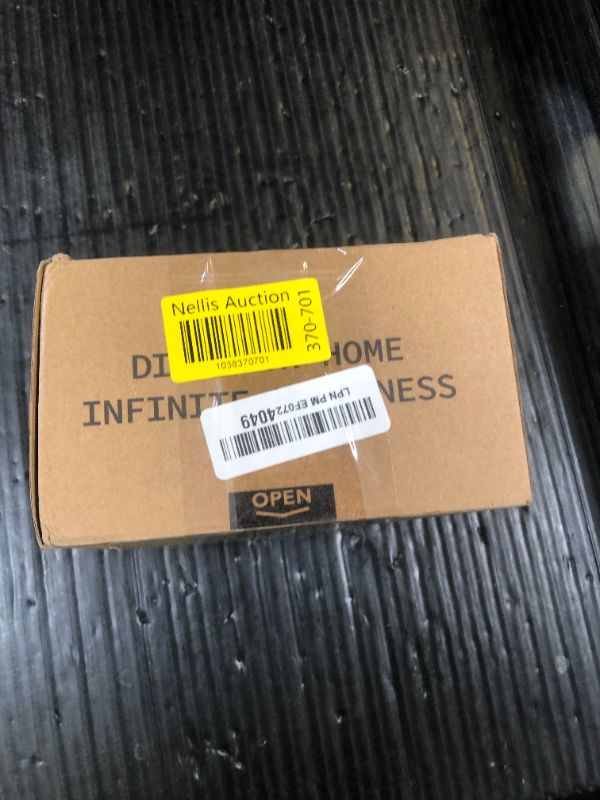 Nellis Auction
1038370701
370-701
DI HOME
INFINITE NESS
LPN PM EF0724049
OPEN